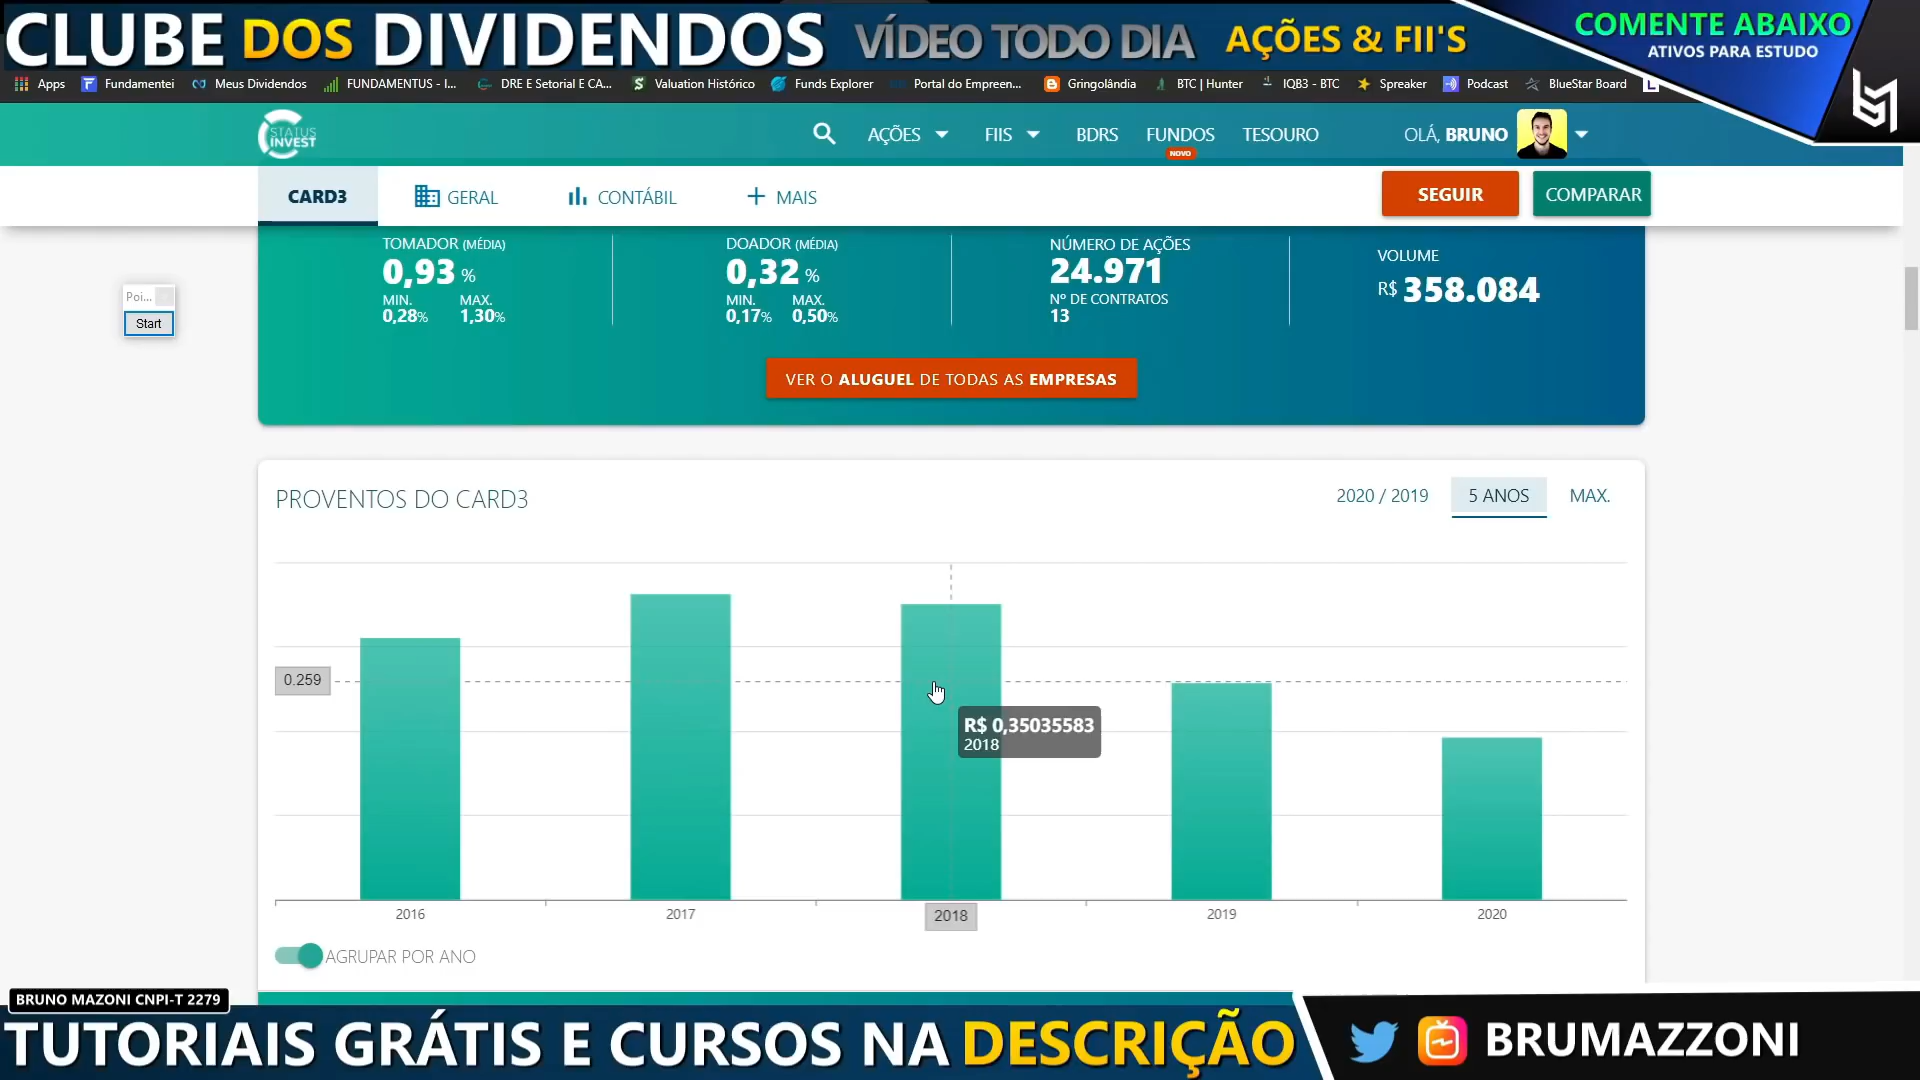 CLUBE DOS DIVIDENDOS VÍDEO TODO DIA AÇÕES & FII'S
COMENTE ABAIXO
ATIVOS PARA ESTUDO
Apps Fundamentei Meus Dividendos FUNDAMENTUS - I... DRE E Setorial E CA... Valuation Histórico Funds Explorer Portal do Empreen... Gringolândia BTC | Hunter IQB3 - BTC Spreaker Podcast BlueStar Board
STATUS
INVEST
AÇÕES FIIS BDRS FUNDOS TESOURO OLÁ, BRUNO
NOVO
CARD3 GERAL CONTÁBIL MAIS SEGUIR COMPARAR
TOMADOR (MÉDIA)
0,93 %
MIN. MAX.
0,28% 1,30%
DOADOR (MÉDIA)
0,32 %
MIN. MAX.
0,17% 0,50%
NÚMERO DE AÇÕES
24.971
Nº DE CONTRATOS
13
VOLUME
R$ 358.084
Poi...
Start
VER O ALUGUEL DE TODAS AS EMPRESAS
PROVENTOS DO CARD3
2020 / 2019 5 ANOS MAX.
0.259
R$ 0,35035583
2018
2016 2017 2018 2019 2020
AGRUPAR POR ANO
BRUNO MAZONI CNPI-T 2279
TUTORIAIS GRÁTIS E CURSOS NA DESCRIÇÃO
BRUMAZZONI